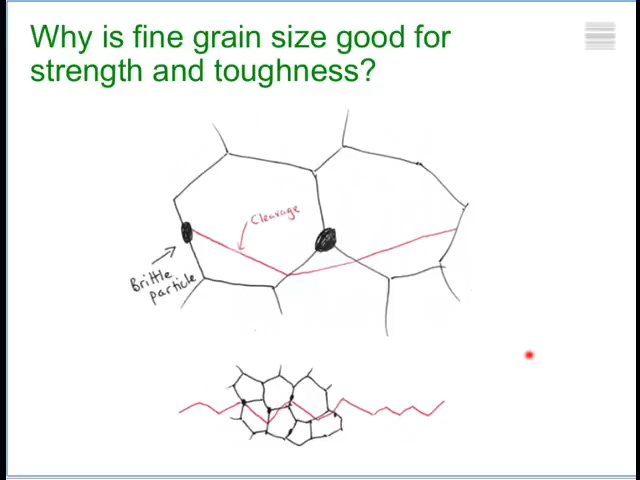 Why is fine grain size good for
strength and toughness?
Cleavage
Brittle
particle